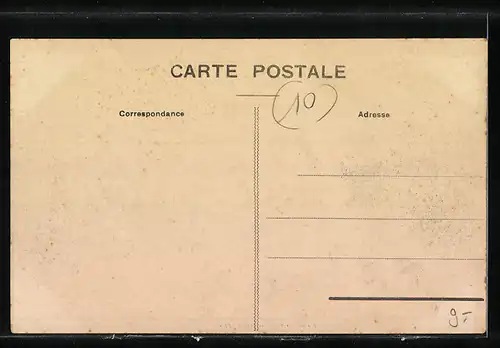 CARTE POSTALE
10
Correspondance
Adresse
9.-